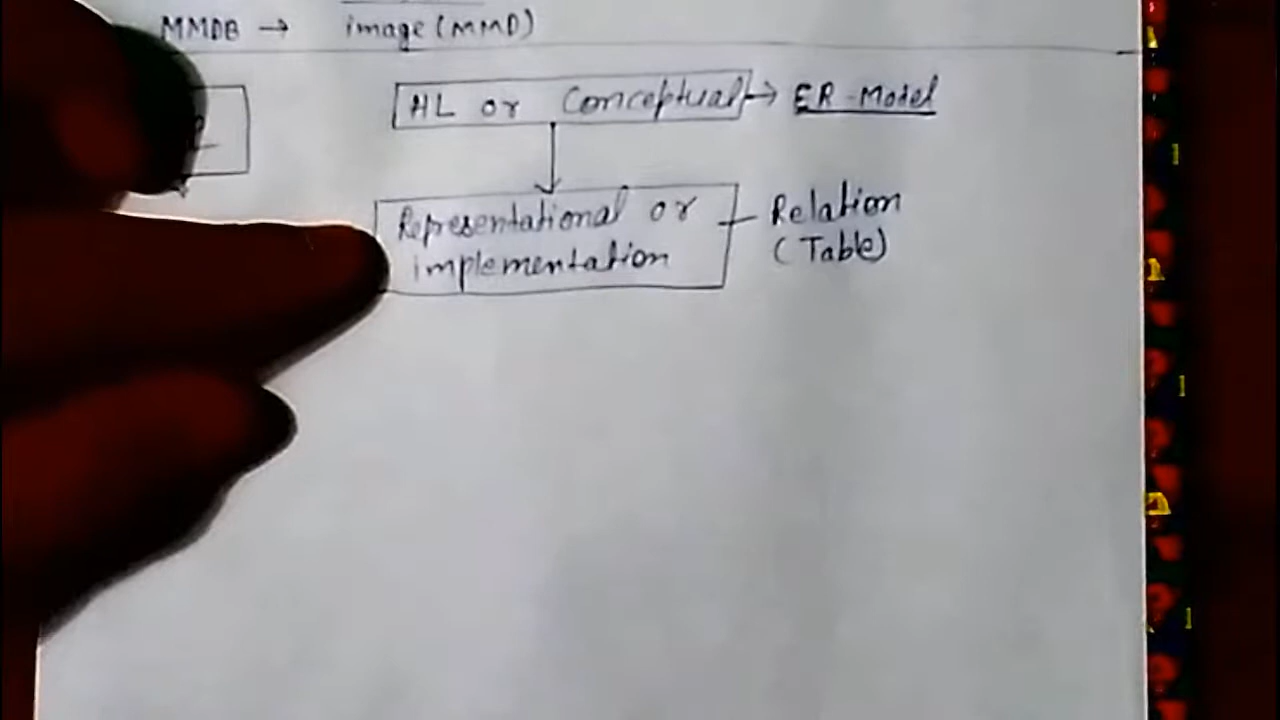 MMDB → image (MMD)
HL or Conceptual → ER-Model
Representational or
implementation
Relation
(Table)